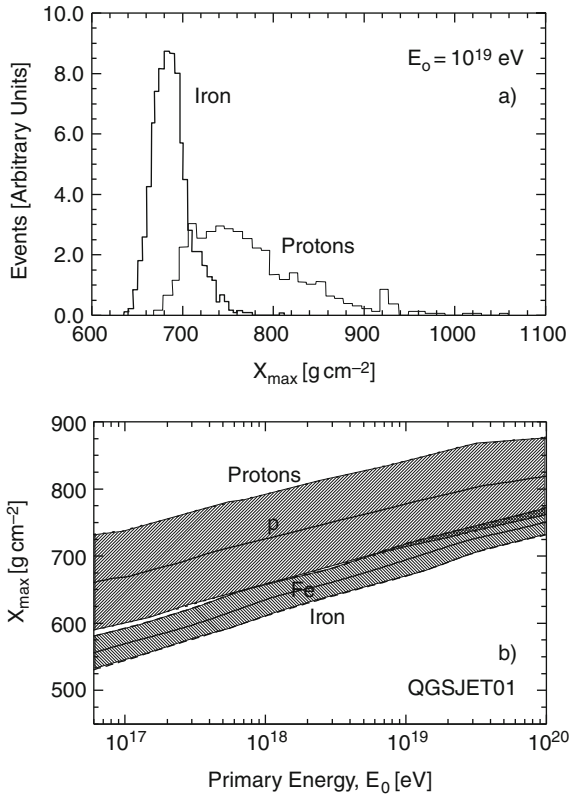 10.0
8.0
6.0
4.0
2.0
0.0
Events [Arbitrary Units]
E₀ = 10¹⁹ eV
a)
Iron
Protons
600 700 800 900 1000 1100
Xₘₐₓ [g cm⁻²]
900
800
700
600
500
Xₘₐₓ [g cm⁻²]
Protons
p
Fe
Iron
b)
QGSJET01
10¹⁷ 10¹⁸ 10¹⁹ 10²⁰
Primary Energy, E₀ [eV]